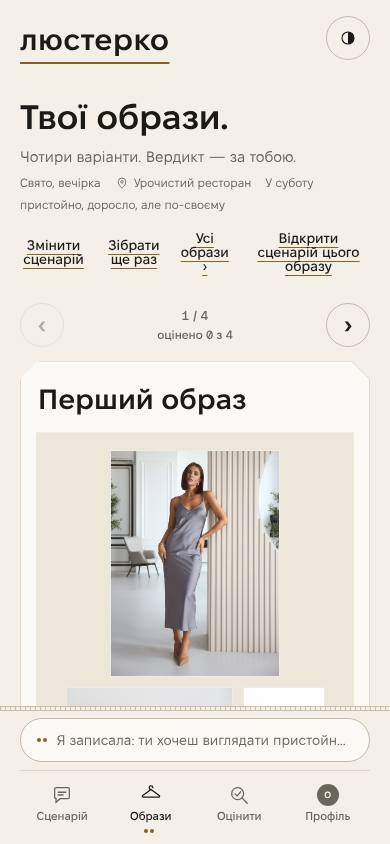 люстерко
Твої образи.
Чотири варіанти. Вердикт — за тобою.
Свято, вечірка Урочистий ресторан У суботу
пристойно, доросло, але по-своєму
Змінити
сценарій
Зібрати
ще раз
Усі
образи
›
Відкрити
сценарій цього
образу
‹
1 / 4
оцінено 0 з 4
›
Перший образ
Я записала: ти хочеш виглядати пристойн...
Сценарій
Образи
Оцінити
О
Профіль